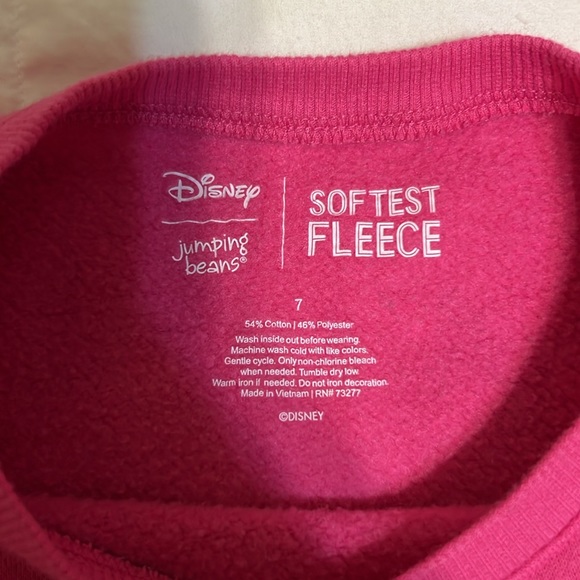 Disney
jumping
beans®
SOFTEST
FLEECE
7
54% Cotton | 46% Polyester
Wash inside out before wearing.
Machine wash cold with like colors.
Gentle cycle. Only non-chlorine bleach
when needed. Tumble dry low.
Warm iron if needed. Do not iron decoration.
Made in Vietnam | RN# 73277
©DISNEY